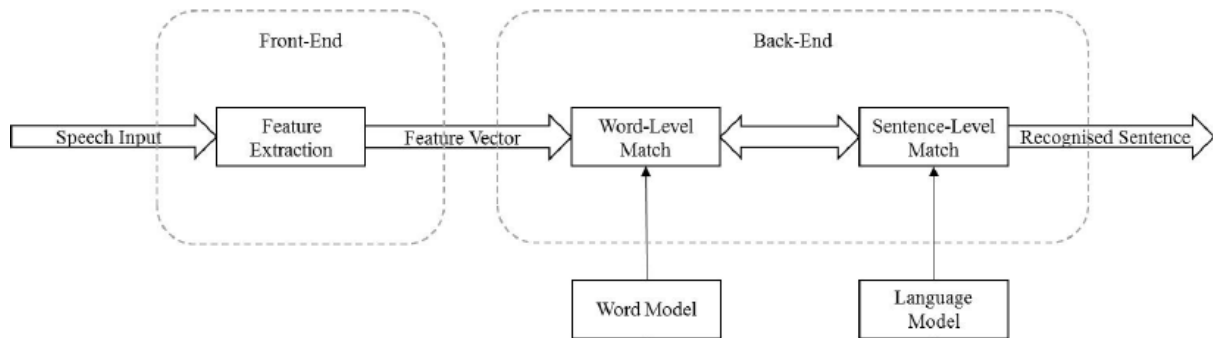 Front-End
Back-End
Speech Input
Feature
Extraction
Feature Vector
Word-Level
Match
Sentence-Level
Match
Recognised Sentence
Word Model
Language
Model